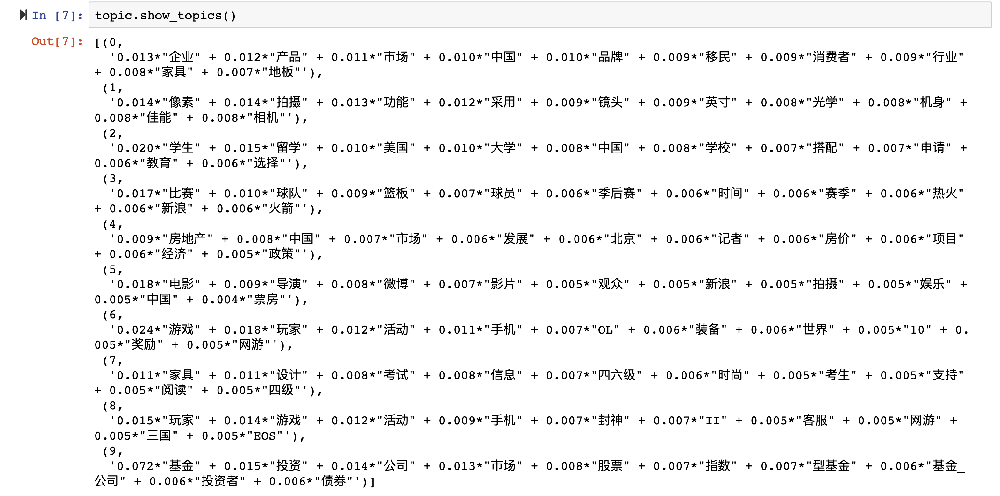 In [7]: topic.show_topics()
Out[7]: [(0,
'0.013*"企业" + 0.012*"产品" + 0.011*"市场" + 0.010*"中国" + 0.010*"品牌" + 0.009*"移民" + 0.009*"消费者" + 0.009*"行业"
+ 0.008*"家具" + 0.007*"地板"'),
(1,
'0.014*"像素" + 0.014*"拍摄" + 0.013*"功能" + 0.012*"采用" + 0.009*"镜头" + 0.009*"英寸" + 0.008*"光学" + 0.008*"机身" +
0.008*"佳能" + 0.008*"相机"'),
(2,
'0.020*"学生" + 0.015*"留学" + 0.010*"美国" + 0.010*"大学" + 0.008*"中国" + 0.008*"学校" + 0.007*"搭配" + 0.007*"申请" +
0.006*"教育" + 0.006*"选择"'),
(3,
'0.017*"比赛" + 0.010*"球队" + 0.009*"篮板" + 0.007*"球员" + 0.006*"季后赛" + 0.006*"时间" + 0.006*"赛季" + 0.006*"热火"
+ 0.006*"新浪" + 0.006*"火箭"'),
(4,
'0.009*"房地产" + 0.008*"中国" + 0.007*"市场" + 0.006*"发展" + 0.006*"北京" + 0.006*"记者" + 0.006*"房价" + 0.006*"项目"
+ 0.006*"经济" + 0.005*"政策"'),
(5,
'0.018*"电影" + 0.009*"导演" + 0.008*"微博" + 0.007*"影片" + 0.005*"观众" + 0.005*"新浪" + 0.005*"拍摄" + 0.005*"娱乐" +
0.005*"中国" + 0.004*"票房"'),
(6,
'0.024*"游戏" + 0.018*"玩家" + 0.012*"活动" + 0.011*"手机" + 0.007*"OL" + 0.006*"装备" + 0.006*"世界" + 0.005*"10" + 0.
005*"奖励" + 0.005*"网游"'),
(7,
'0.011*"家具" + 0.011*"设计" + 0.008*"考试" + 0.008*"信息" + 0.007*"四六级" + 0.006*"时尚" + 0.005*"考生" + 0.005*"支持"
+ 0.005*"阅读" + 0.005*"四级"'),
(8,
'0.015*"玩家" + 0.014*"游戏" + 0.012*"活动" + 0.009*"手机" + 0.007*"封神" + 0.007*"II" + 0.005*"客服" + 0.005*"网游" +
0.005*"三国" + 0.005*"EOS"'),
(9,
'0.072*"基金" + 0.015*"投资" + 0.014*"公司" + 0.013*"市场" + 0.008*"股票" + 0.007*"指数" + 0.007*"型基金" + 0.006*"基金_
公司" + 0.006*"投资者" + 0.006*"债券"')]